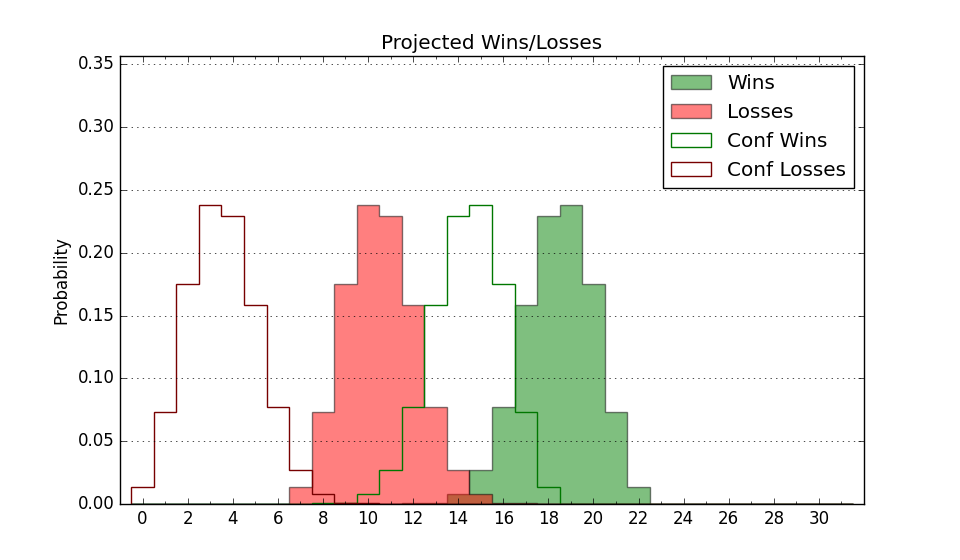 Projected Wins/Losses
Probability
0.35
0.30
0.25
0.20
0.15
0.10
0.05
0.00
0 2 4 6 8 10 12 14 16 18 20 22 24 26 28 30
Wins
Losses
Conf Wins
Conf Losses